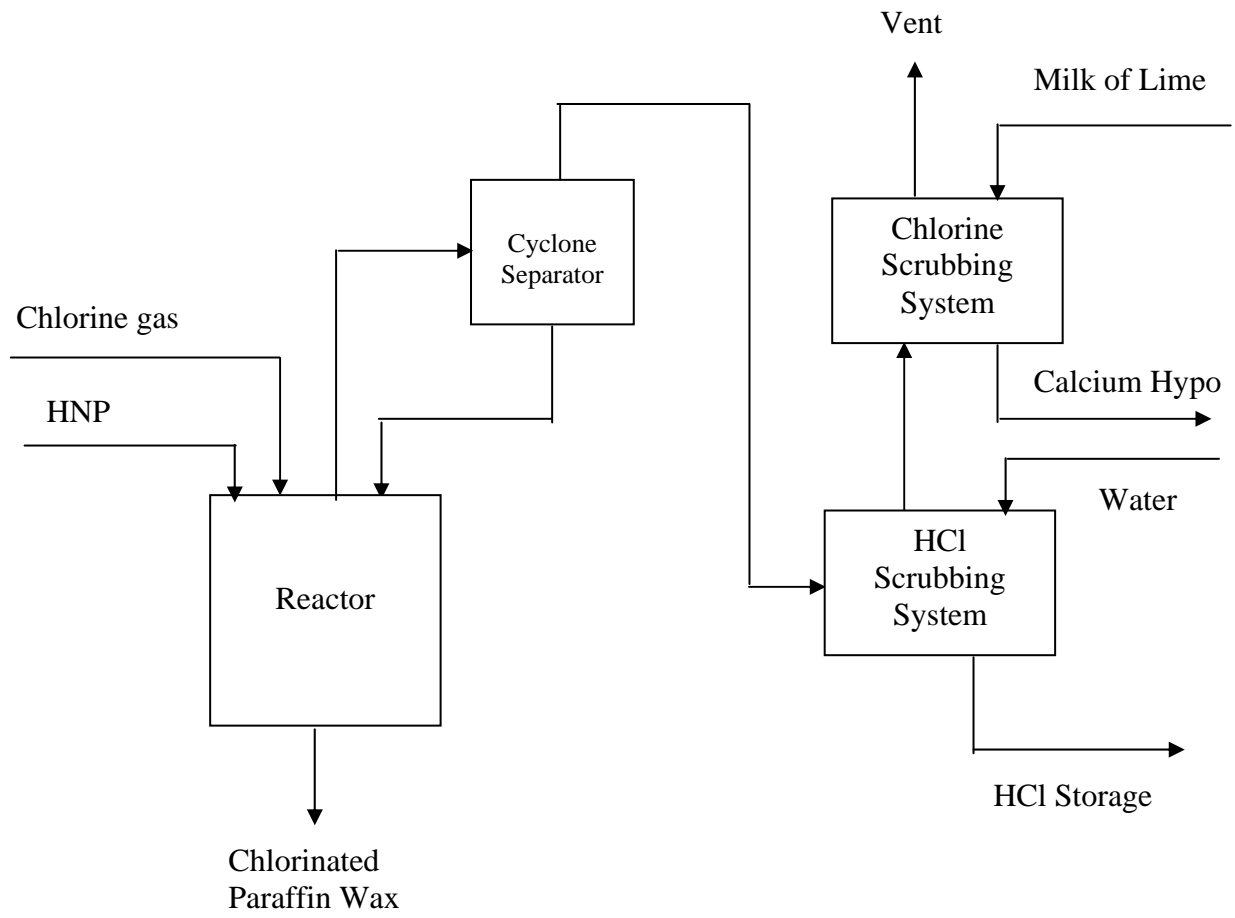 Vent
Milk of Lime
Cyclone
Separator
Chlorine
Scrubbing
System
Chlorine gas
HNP
Calcium Hypo
Water
Reactor
HCl
Scrubbing
System
HCl Storage
Chlorinated
Paraffin Wax